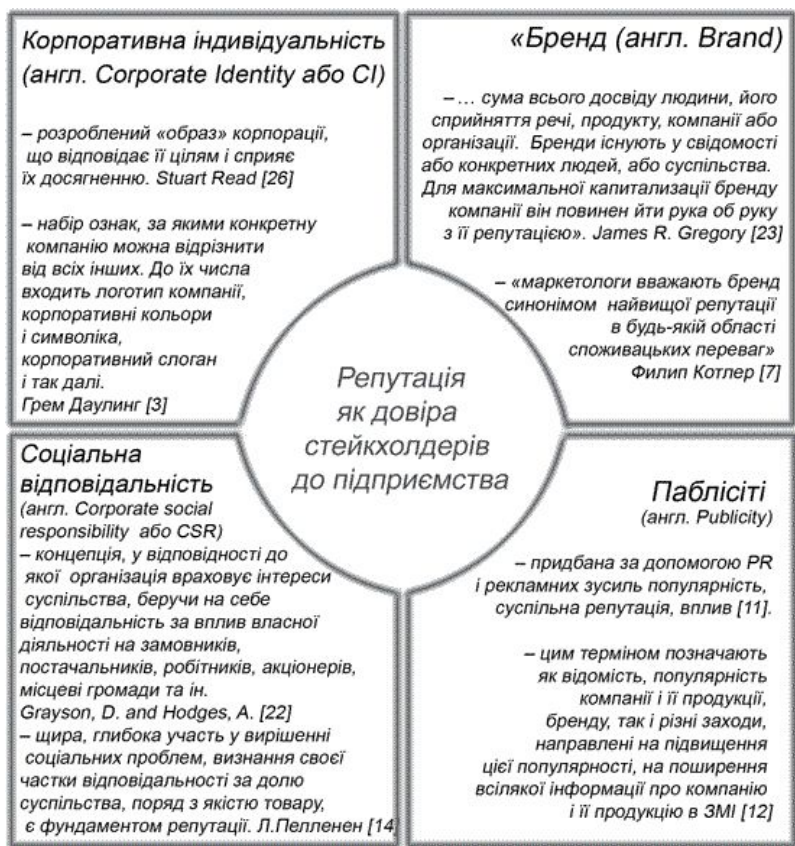 Корпоративна індивідуальність
(англ. Corporate Identity або CI)
– розроблений «образ» корпорації,
що відповідає її цілям і сприяє
їх досягненню. Stuart Read [26]
– набір ознак, за якими конкретну
компанію можна відрізнити
від всіх інших. До їх числа
входить логотип компанії,
корпоративні кольори
і символіка,
корпоративний слоган
і так далі.
Грем Даулинг [3]
«Бренд (англ. Brand)
– … сума всього досвіду людини, його
сприйняття речі, продукту, компанії або
організації. Бренди існують у свідомості
або конкретних людей, або суспільства.
Для максимальної капитализації бренду
компанії він повинен йти рука об руку
з її репутацією». James R. Gregory [23]
– «маркетологи вважають бренд
синонімом найвищої репутації
в будь-якій області
споживацьких переваг»
Филип Котлер [7]
Репутація
як довіра
стейкхолдерів
до підприємства
Соціальна
відповідальність
(англ. Corporate social
responsibility або CSR)
– концепція, у відповідності до
якої організація враховує інтереси
суспільства, беручи на себе
відповідальність за вплив власної
діяльності на замовників,
постачальників, робітників, акціонерів,
місцеві громади та ін.
Grayson, D. and Hodges, A. [22]
– щира, глибока участь у вирішенні
соціальних проблем, визнання своєї
частки відповідальності за долю
суспільства, поряд з якістю товару,
є фундаментом репутації. Л.Пелленен [14]
Паблісіті
(англ. Publicity)
– придбана за допомогою PR
і рекламних зусиль популярність,
суспільна репутація, вплив [11].
– цим терміном позначають
як відомість, популярність
компанії і її продукції,
бренду, так і різні заходи,
направлені на підвищення
цієї популярності, на поширення
всілякої інформації про компанію
і її продукцію в ЗМІ [12]